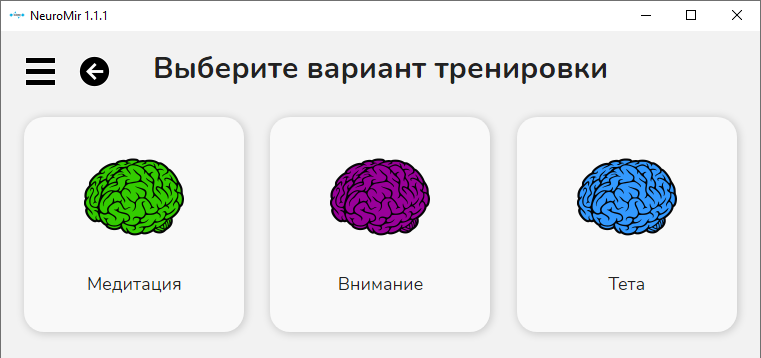 NeuroMir 1.1.1
Выберите вариант тренировки
Медитация
Внимание
Тета